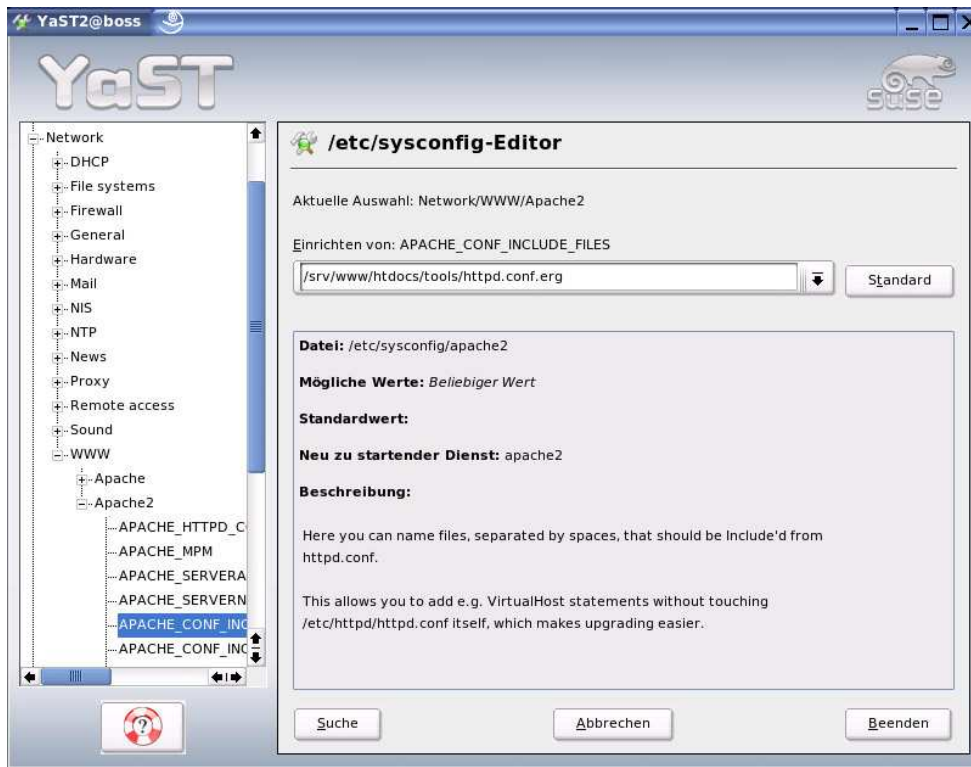 YaST2@boss
YaST
SUSE
Network
DHCP
File systems
Firewall
General
Hardware
Mail
NIS
NTP
News
Proxy
Remote access
Sound
WWW
Apache
Apache2
APACHE_HTTPD_C
APACHE_MPM
APACHE_SERVERA
APACHE_SERVERN
APACHE_CONF_INC
APACHE_CONF_INC
/etc/sysconfig-Editor
Aktuelle Auswahl: Network/WWW/Apache2
Einrichten von: APACHE_CONF_INCLUDE_FILES
/srv/www/htdocs/tools/httpd.conf.erg
Standard
Datei: /etc/sysconfig/apache2
Mögliche Werte: Beliebiger Wert
Standardwert:
Neu zu startender Dienst: apache2
Beschreibung:
Here you can name files, separated by spaces, that should be Include'd from
httpd.conf.
This allows you to add e.g. VirtualHost statements without touching
/etc/httpd/httpd.conf itself, which makes upgrading easier.
Suche
Abbrechen
Beenden